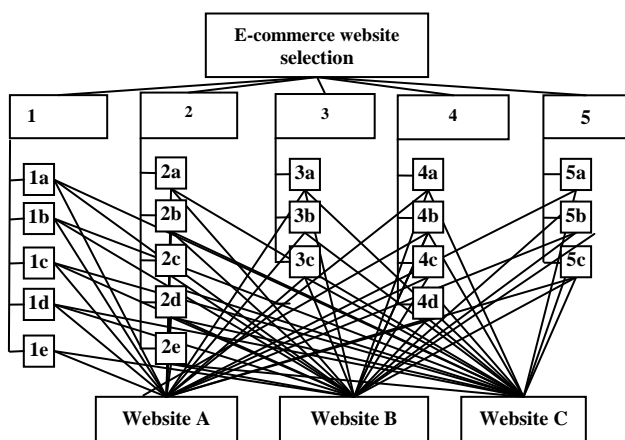 E-commerce website
selection
1 2 3 4 5
1a 2a 3a 4a 5a
1b 2b 3b 4b 5b
1c 2c 3c 4c 5c
1d 2d 4d
1e 2e
Website A Website B Website C